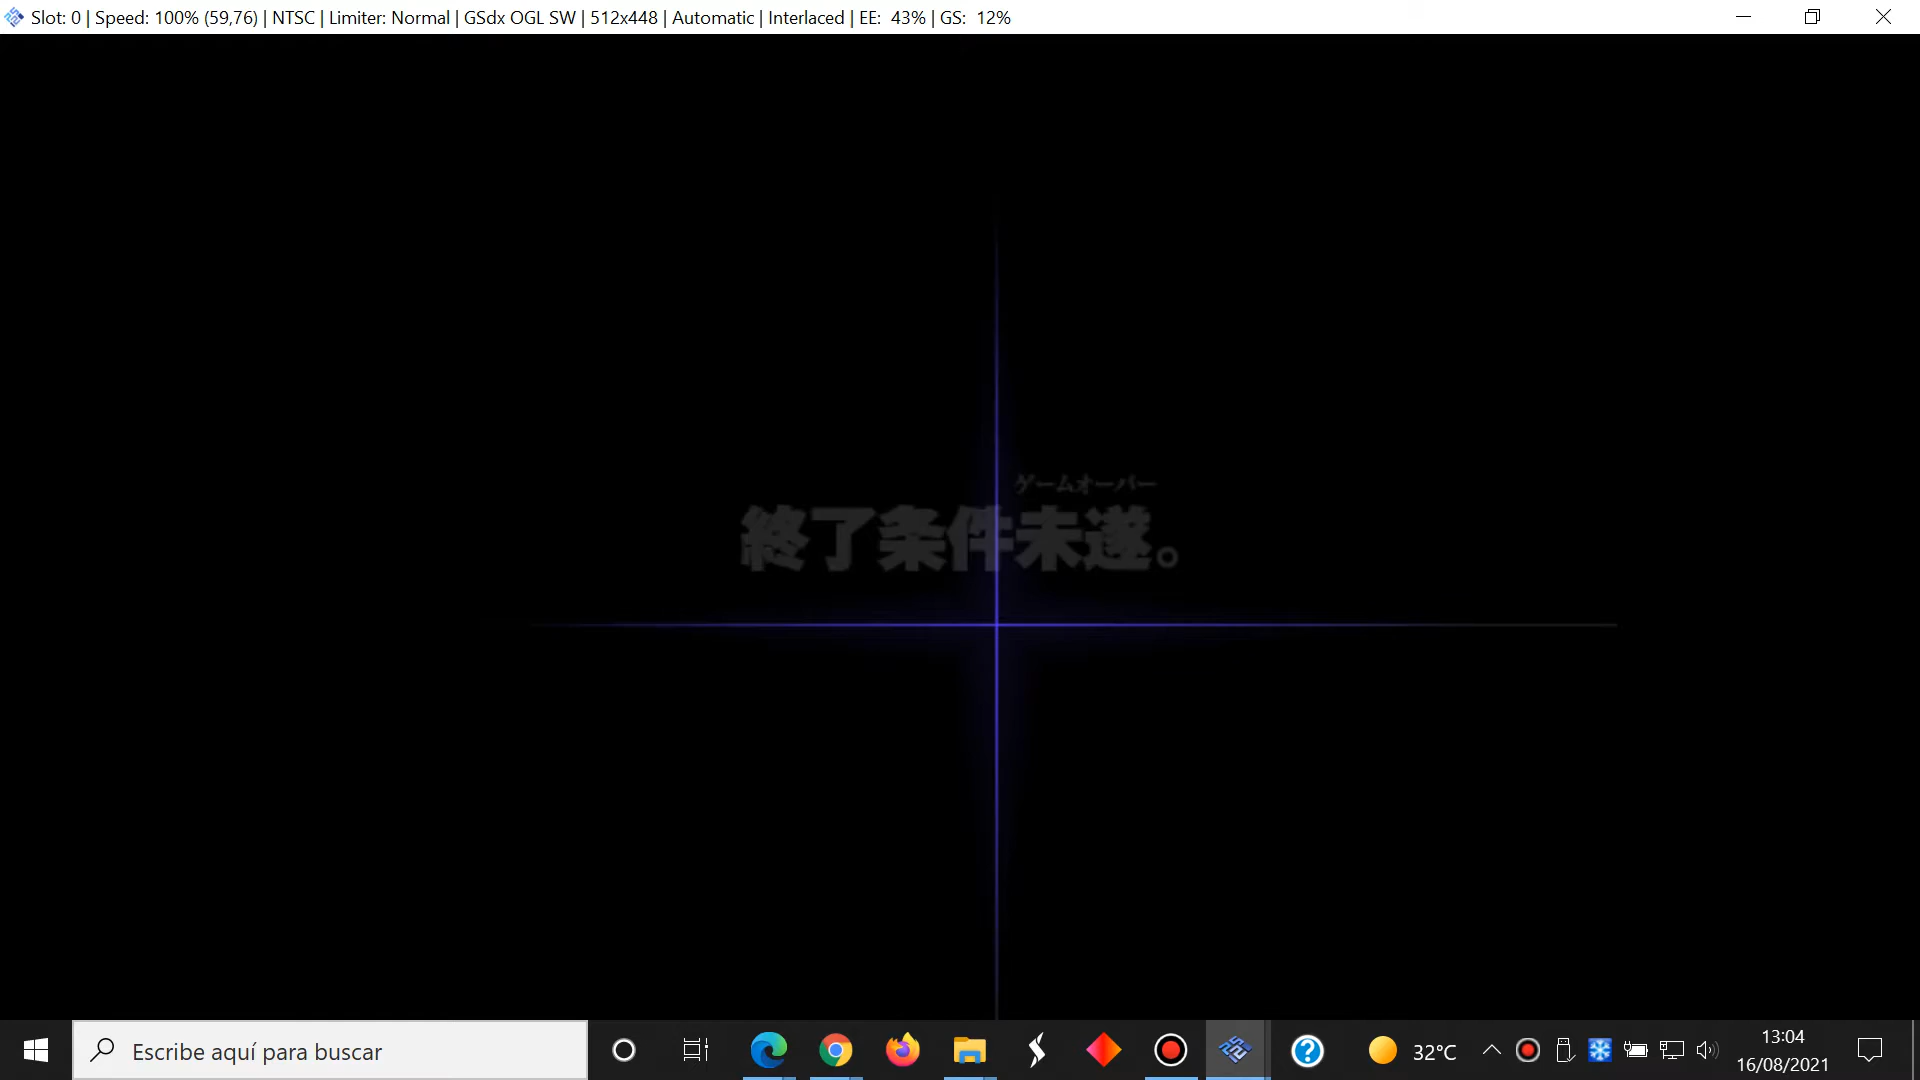 Slot: 0 | Speed: 100% (59,76) | NTSC | Limiter: Normal | GSdx OGL SW | 512x448 | Automatic | Interlaced | EE:  43% | GS:  12%
ゲームオーバー
終了条件未遂。
Escribe aquí para buscar
32°C
13:04
16/08/2021